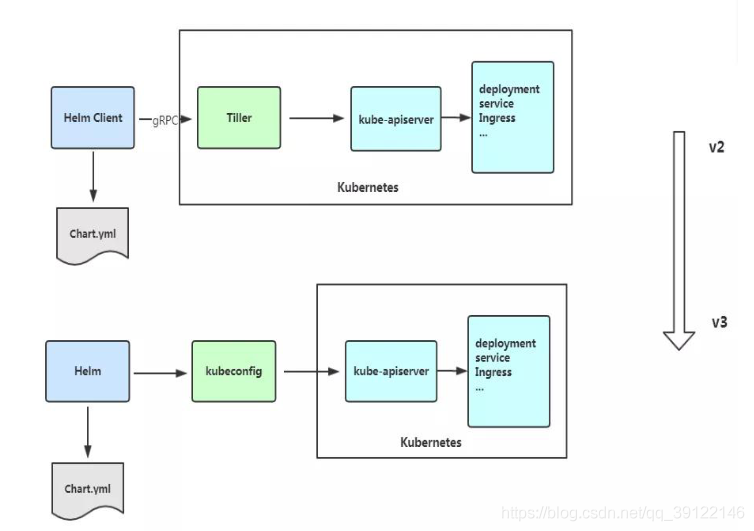 Helm Client
gRPC
Tiller
kube-apiserver
deployment
service
Ingress
...
Kubernetes
Chart.yml
v2
v3
Helm
kubeconfig
kube-apiserver
deployment
service
Ingress
...
Kubernetes
Chart.yml
https://blog.csdn.net/qq_39122146